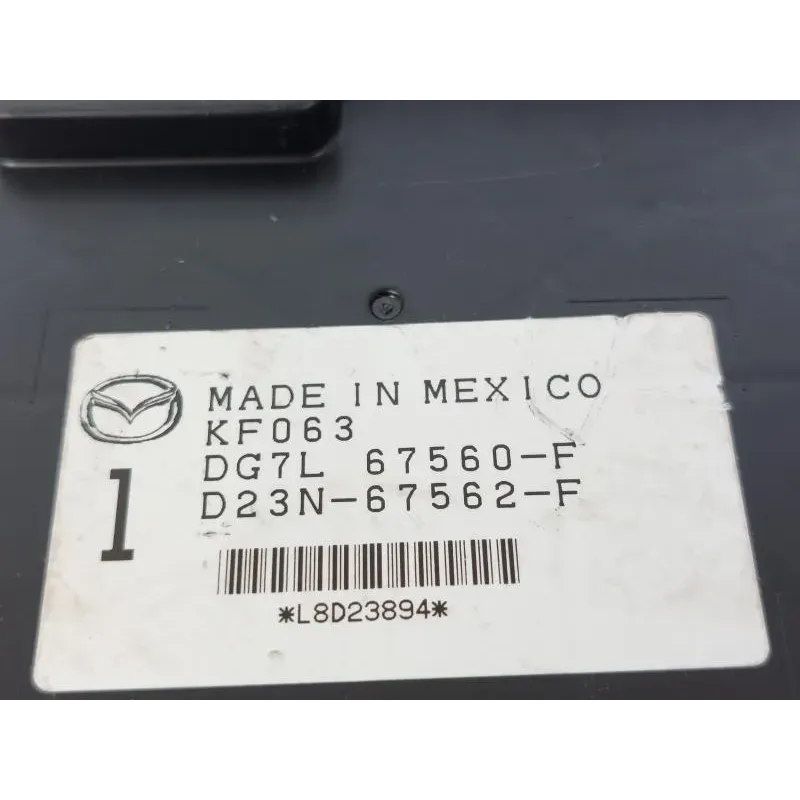 MADE IN MEXICO
KF063
DG7L 67560-F
1
D23N-67562-F
*L8D23894*